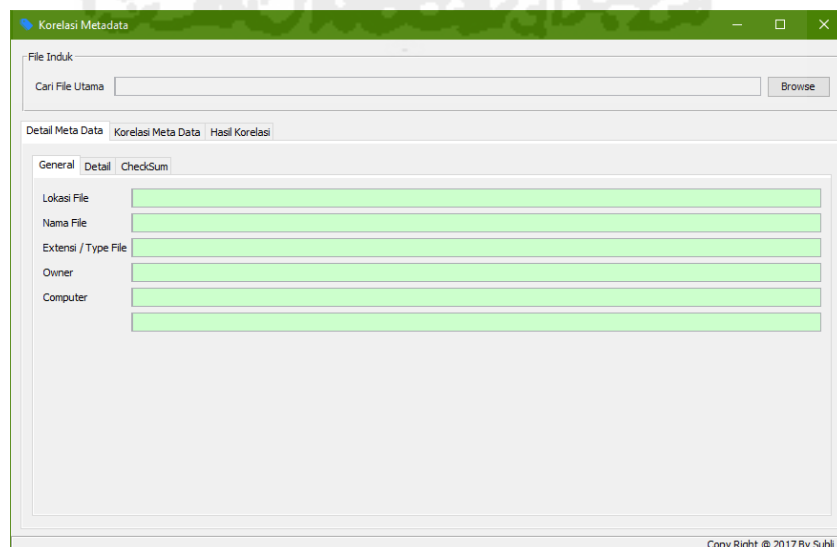 Korelasi Metadata
File Induk
Cari File Utama Browse
Detail Meta Data Korelasi Meta Data Hasil Korelasi
General Detail CheckSum
Lokasi File
Nama File
Extensi / Type File
Owner
Computer
Copy Right @ 2017 By Subli